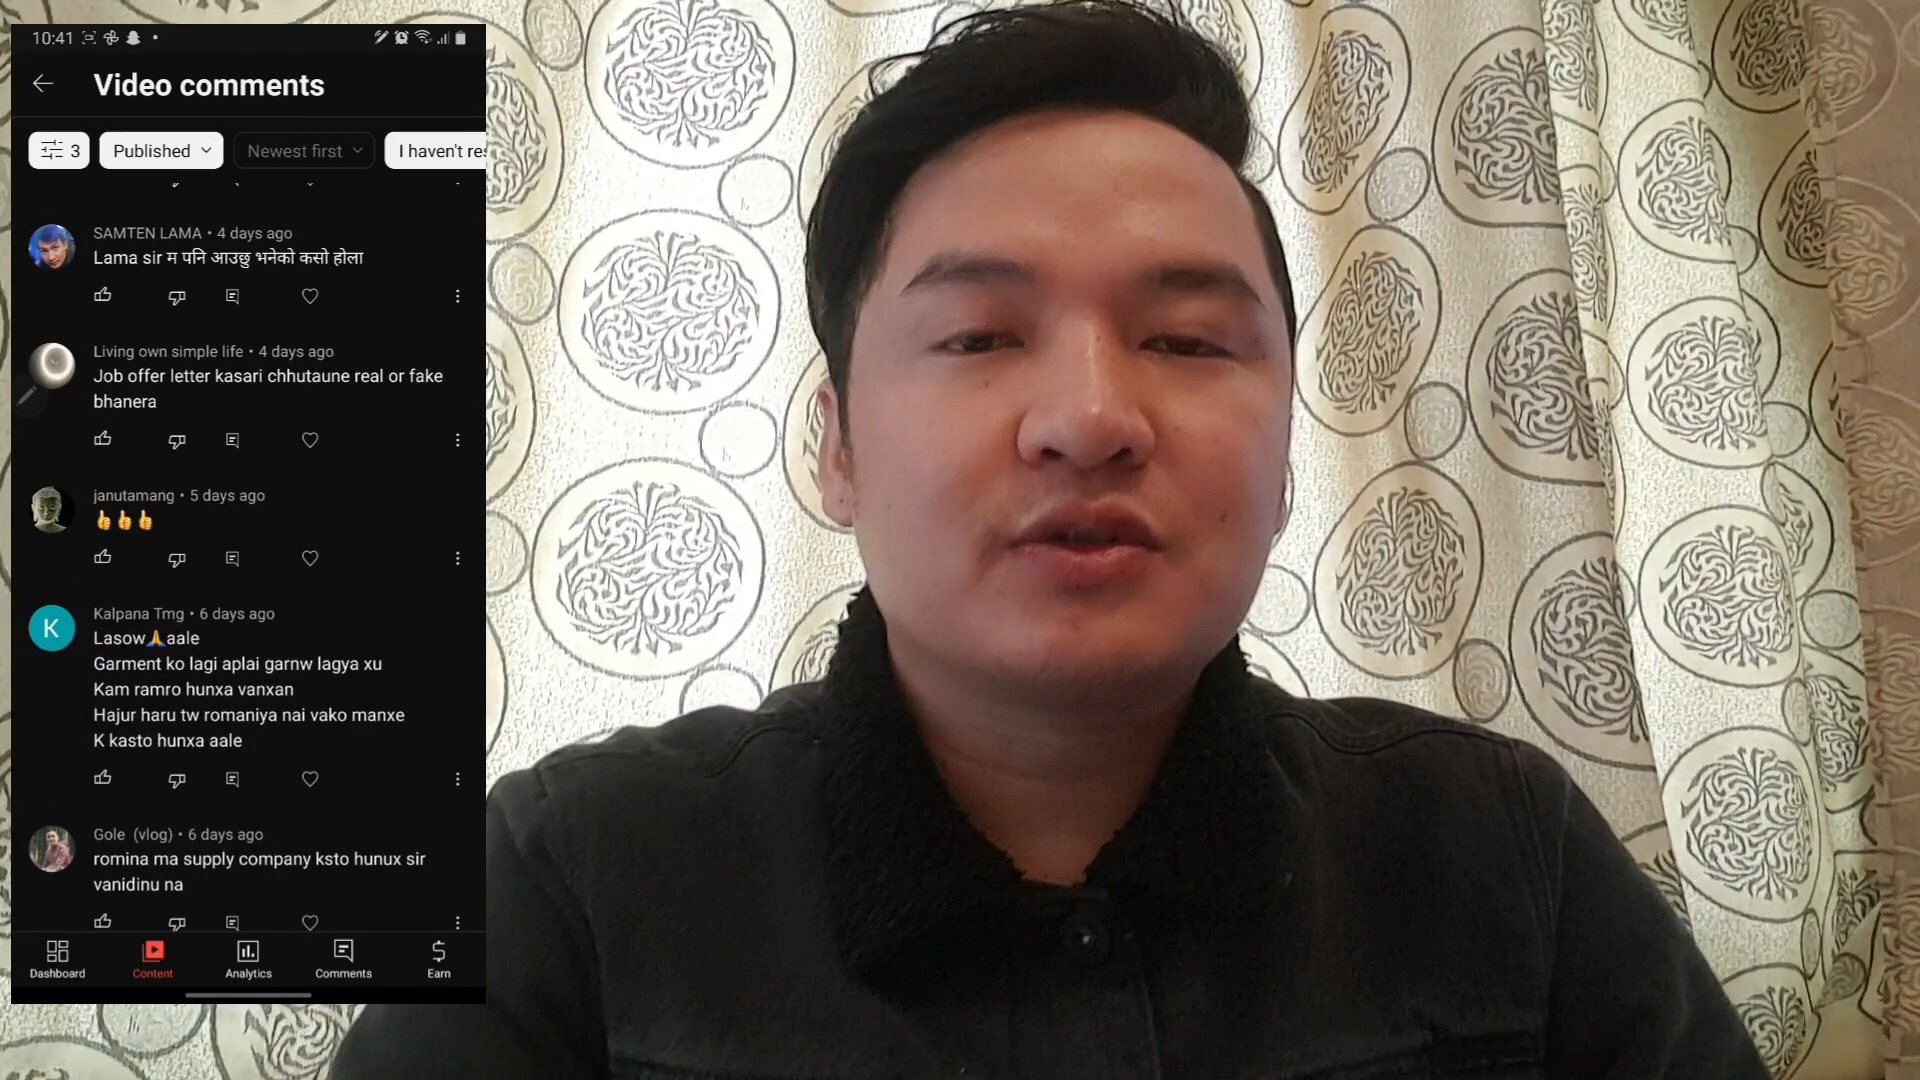 10:41
Video comments
3
Published
Newest first
I haven't res
SAMTEN LAMA • 4 days ago
Lama sir म पनि आउछु भनेको कसो होला
Living own simple life • 4 days ago
Job offer letter kasari chhutaune real or fake
bhanera
janutamang • 5 days ago
👍👍👍
Kalpana Tmg • 6 days ago
Lasow🙏aale
Garment ko lagi aplai garnw lagya xu
Kam ramro hunxa vanxan
Hajur haru tw romaniya nai vako manxe
K kasto hunxa aale
K
Gole (vlog) • 6 days ago
romina ma supply company ksto hunux sir
vanidinu na
Dashboard
Content
Analytics
Comments
Earn